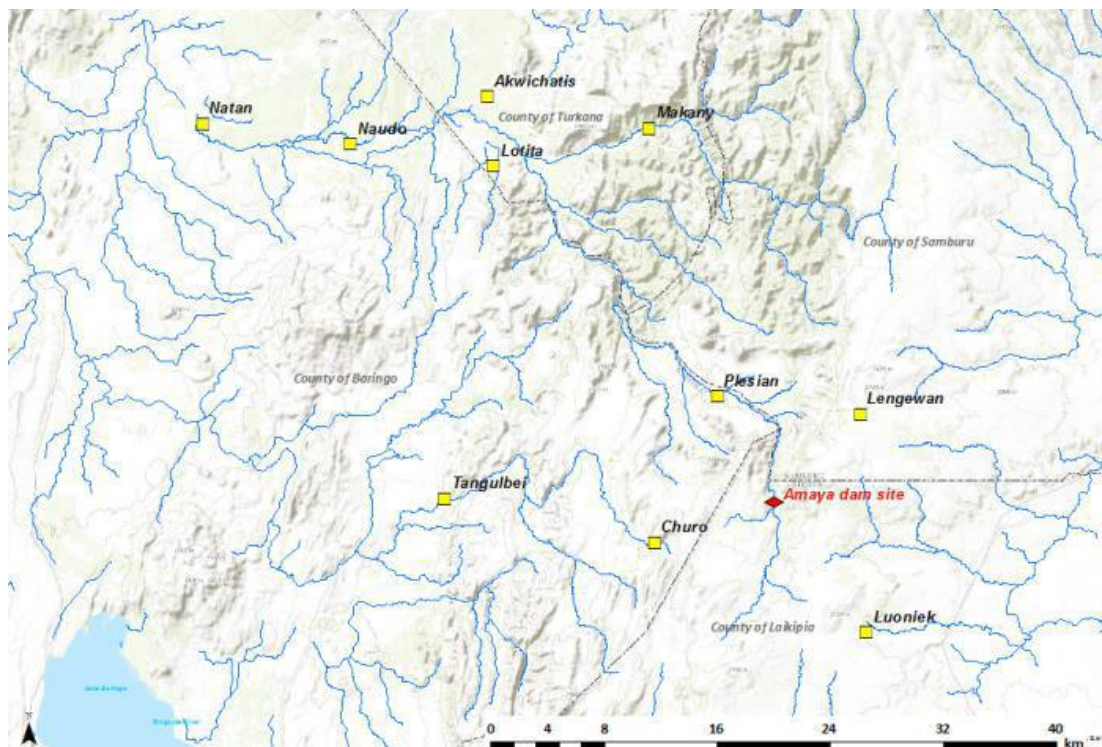 Akwichatis
Natan
County of Turkana
Makany
Naudo
Lotita
County of Samburu
County of Baringo
Plesian
Lengewan
Tangulbei
Amaya dam site
Churo
County of Laikipia
Luoniek
0 4 8 16 24 32 40
km